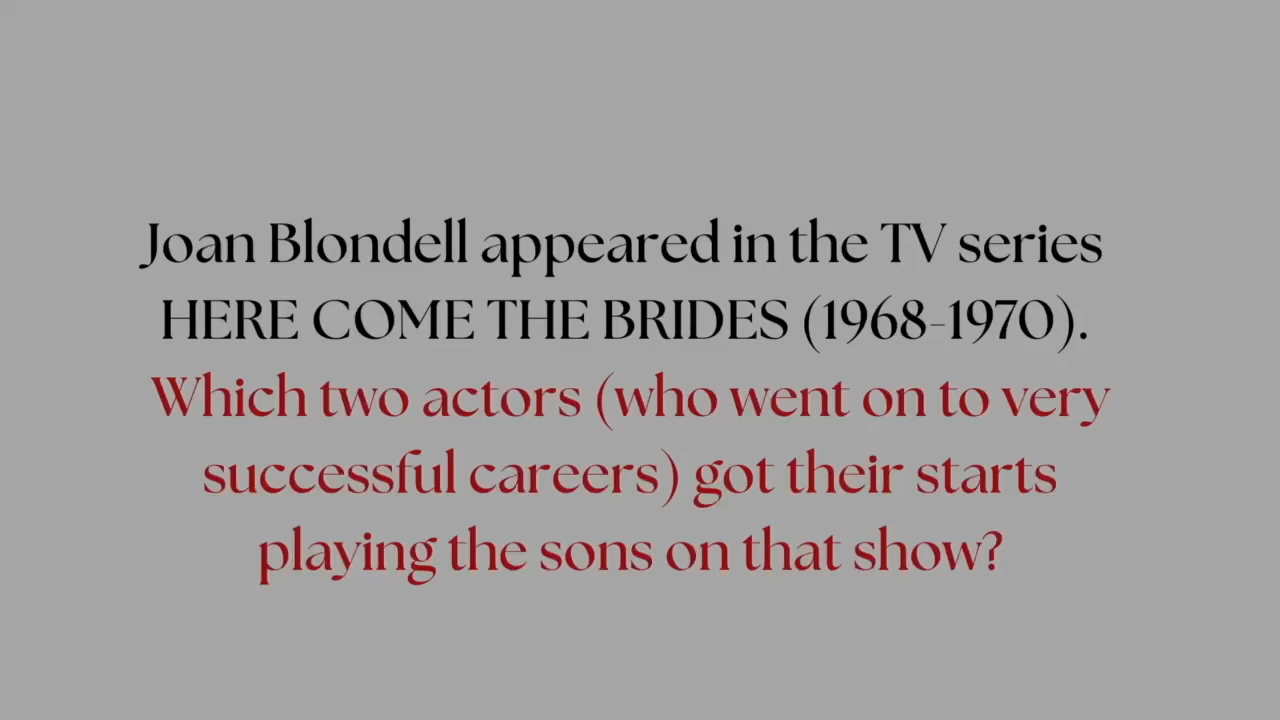 Joan Blondell appeared in the TV series
HERE COME THE BRIDES (1968-1970).
Which two actors (who went on to very
successful careers) got their starts
playing the sons on that show?